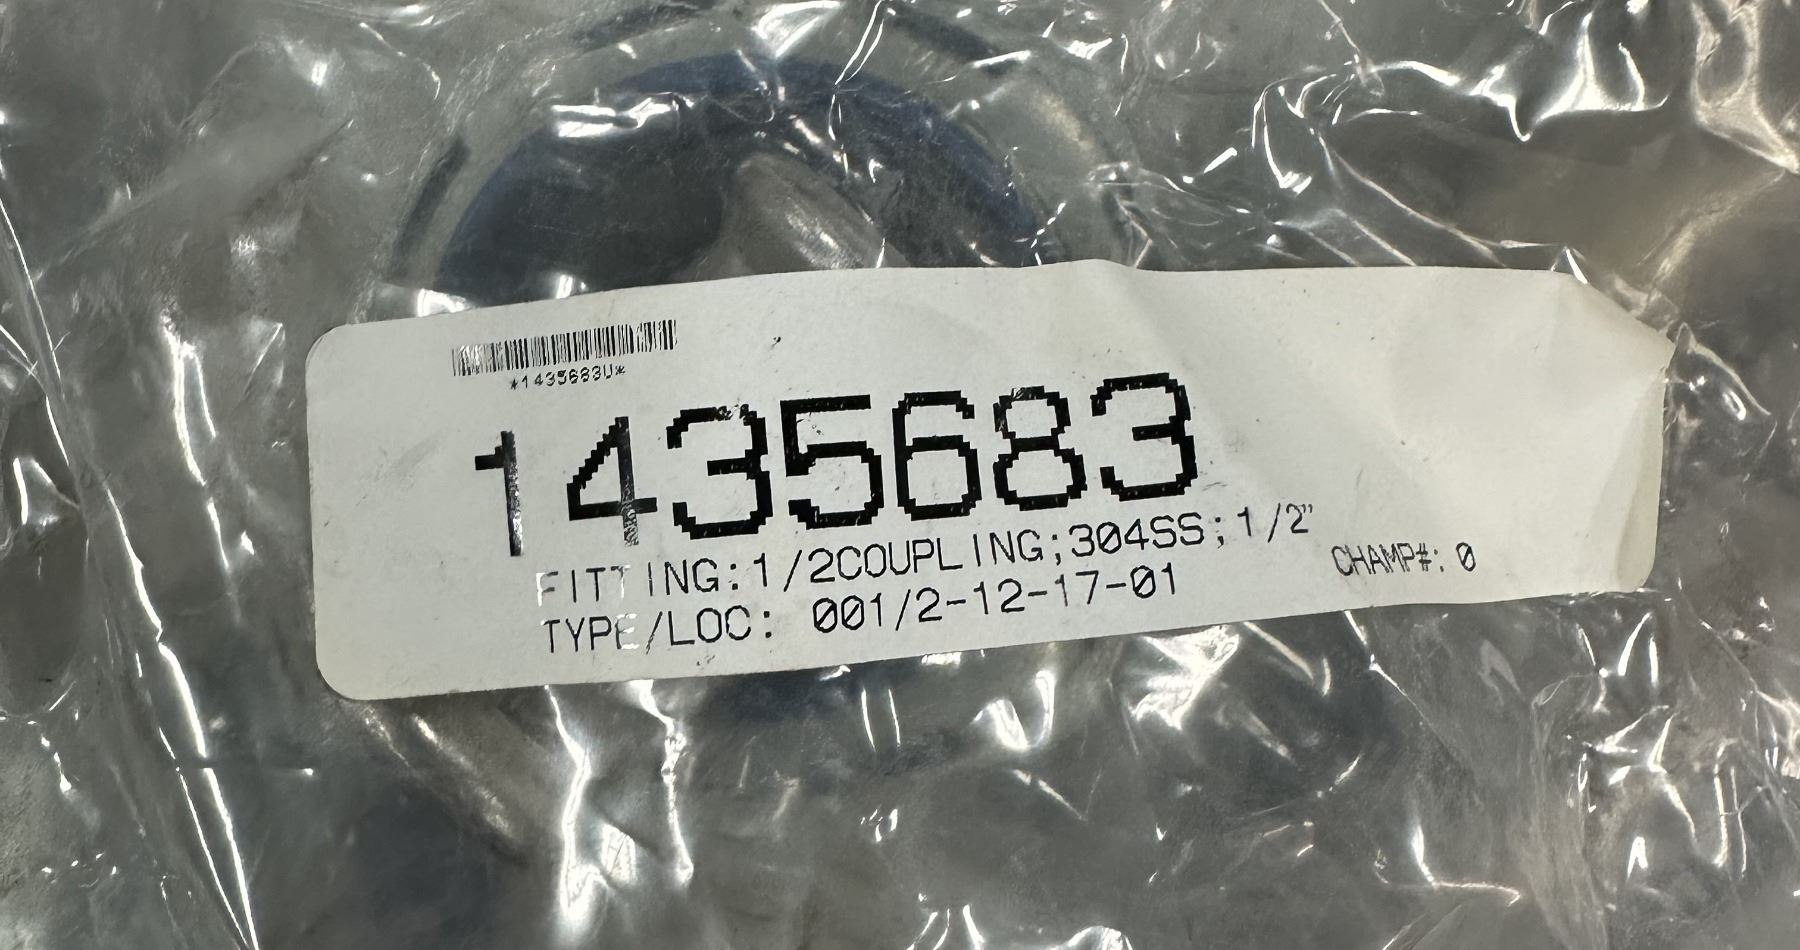 *1435683U*
1435683
FITTING:1/2COUPLING;304SS;1/2"
CHAMP#: 0
TYPE/LOC: 001/2-12-17-01